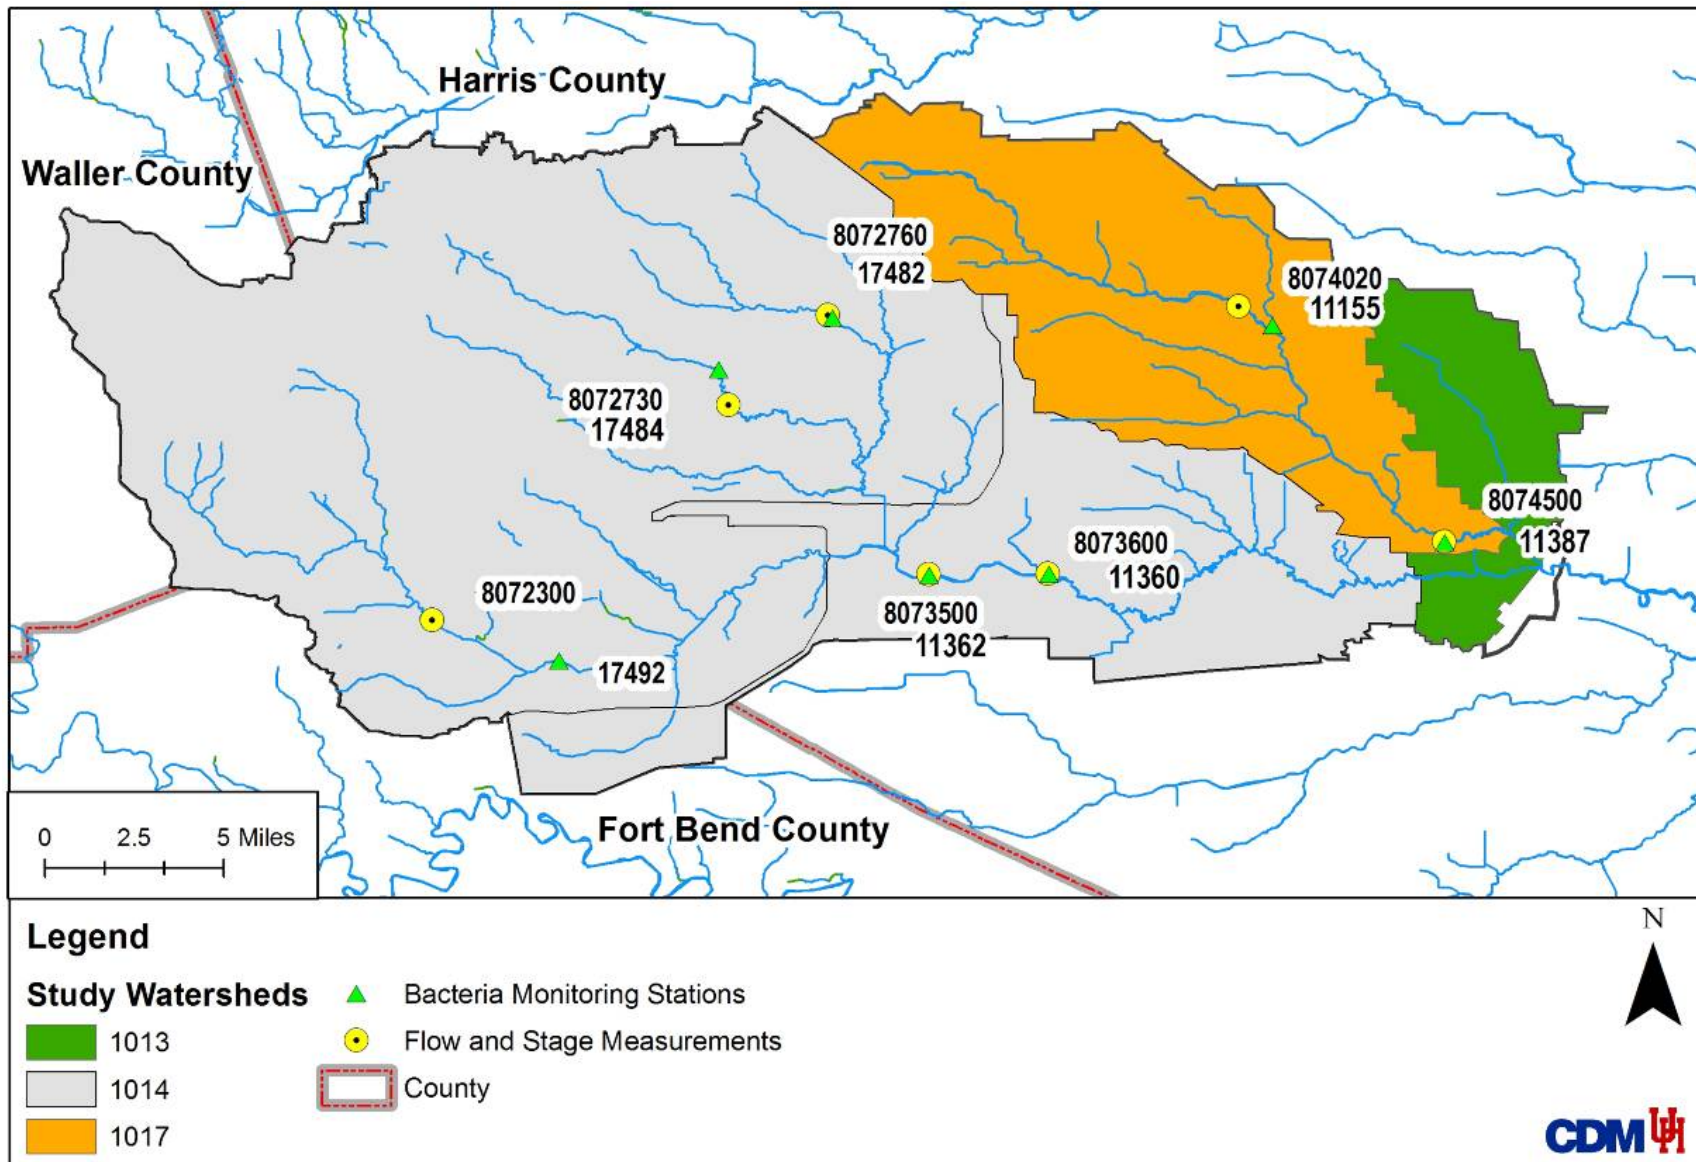 Harris County
Waller County
8072760
17482
8074020
11155
8072730
17484
8074500
11387
8073600
11360
8072300
8073500
11362
17492
Fort Bend County
0 2.5 5 Miles
Legend
Study Watersheds
1013
1014
1017
Bacteria Monitoring Stations
Flow and Stage Measurements
County
N
CDM UH